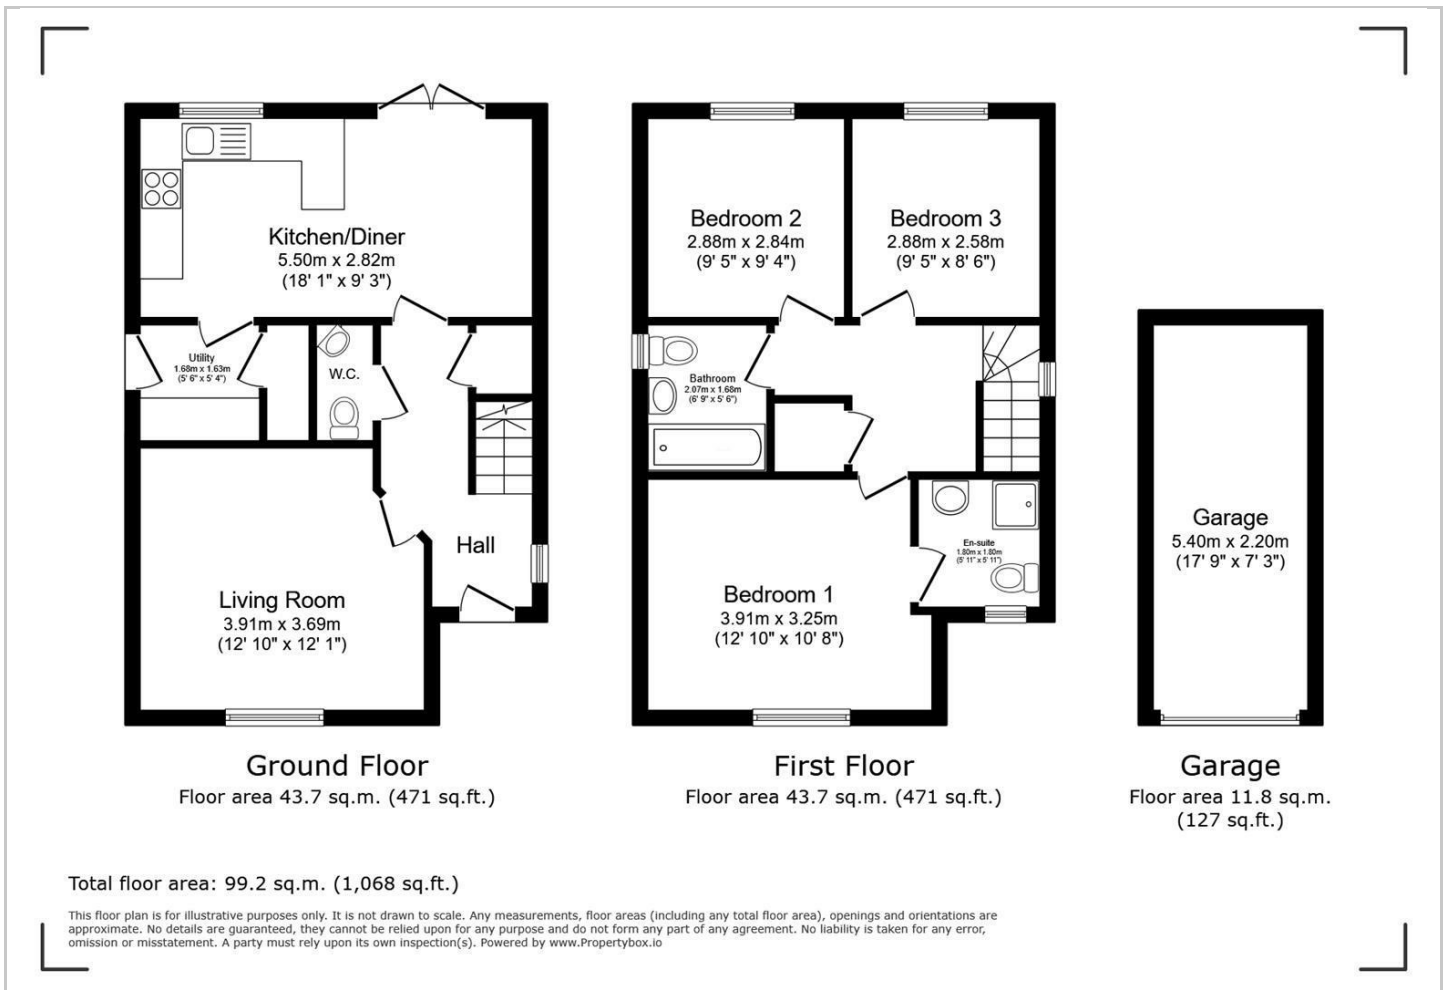 Kitchen/Diner
5.50m x 2.82m
(18' 1" x 9' 3")
Utility
1.68m x 1.63m
(5' 6" x 5' 4")
W.C.
Hall
Living Room
3.91m x 3.69m
(12' 10" x 12' 1")
Ground Floor
Floor area 43.7 sq.m. (471 sq.ft.)
Bedroom 2
2.88m x 2.84m
(9' 5" x 9' 4")
Bedroom 3
2.88m x 2.58m
(9' 5" x 8' 6")
Bathroom
2.07m x 1.68m
(6' 9" x 5' 6")
En-suite
1.80m x 1.80m
(5' 11" x 5' 11")
Bedroom 1
3.91m x 3.25m
(12' 10" x 10' 8")
First Floor
Floor area 43.7 sq.m. (471 sq.ft.)
Garage
5.40m x 2.20m
(17' 9" x 7' 3")
Garage
Floor area 11.8 sq.m.
(127 sq.ft.)
Total floor area: 99.2 sq.m. (1,068 sq.ft.)
This floor plan is for illustrative purposes only. It is not drawn to scale. Any measurements, floor areas (including any total floor area), openings and orientations are
approximate. No details are guaranteed, they cannot be relied upon for any purpose and do not form any part of any agreement. No liability is taken for any error,
omission or misstatement. A party must rely upon its own inspection(s). Powered by www.Propertybox.io